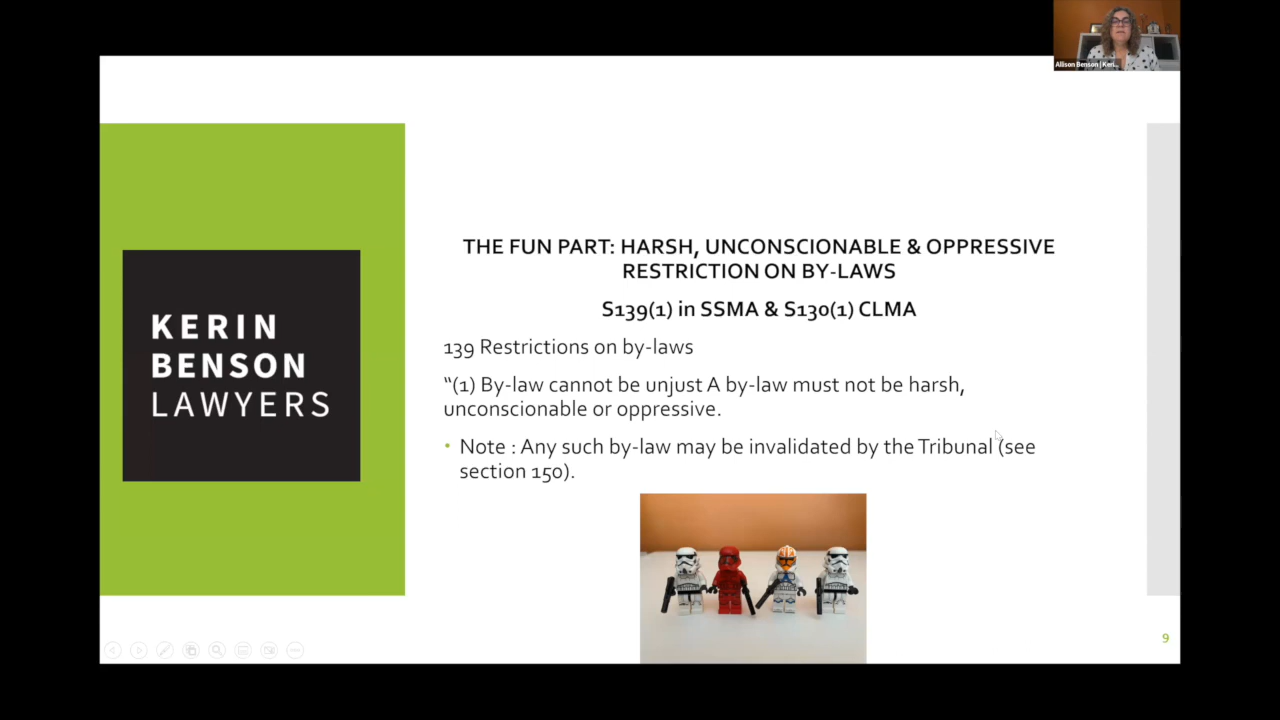 Allison Benson | Keri...
KERIN
BENSON
LAWYERS
THE FUN PART: HARSH, UNCONSCIONABLE & OPPRESSIVE
RESTRICTION ON BY-LAWS
S139(1) in SSMA & S130(1) CLMA
139 Restrictions on by-laws
“(1) By-law cannot be unjust A by-law must not be harsh,
unconscionable or oppressive.
• Note : Any such by-law may be invalidated by the Tribunal (see
section 150).
9